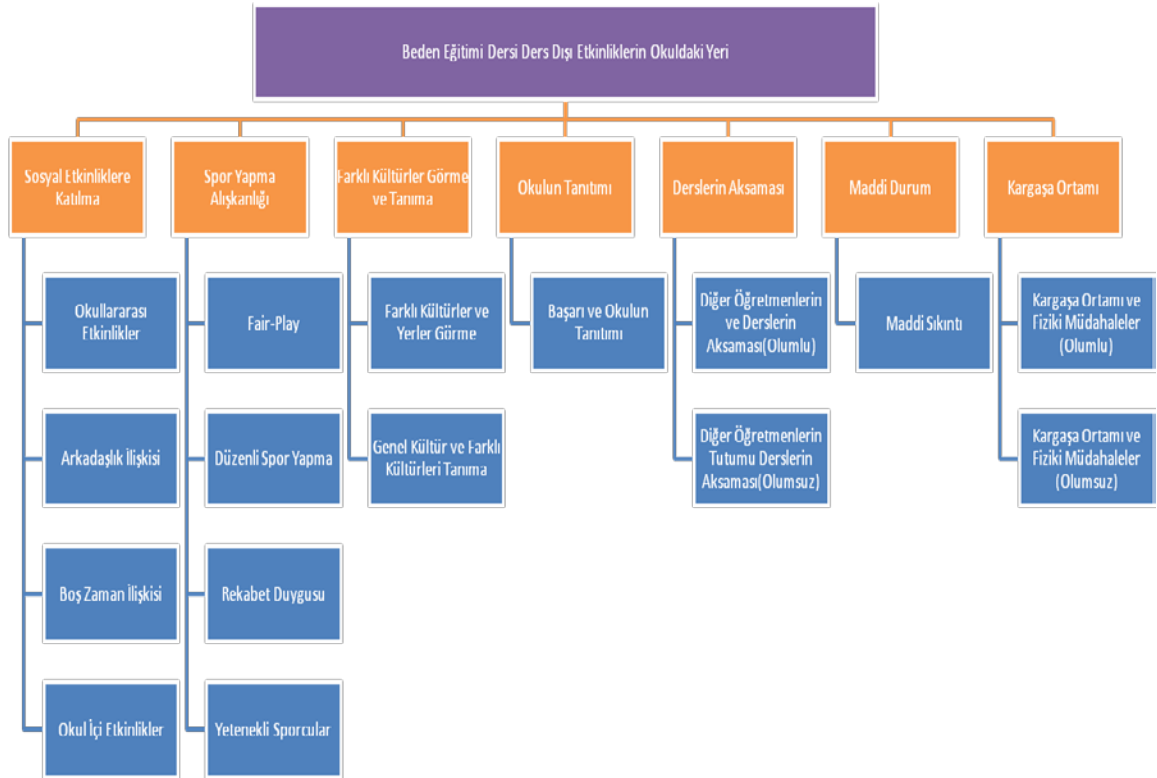 Beden Eğitimi Dersi Ders Dışı Etkinliklerin Okuldaki Yeri
Sosyal Etkinliklere
Katılma
Spor Yapma
Alışkanlığı
Farklı Kültürler Görme
ve Tanıma
Okulun Tanıtımı
Derslerin Aksaması
Maddi Durum
Kargaşa Ortamı
Okullararası
Etkinlikler
Arkadaşlık İlişkisi
Boş Zaman İlişkisi
Okul İçi Etkinlikler
Fair-Play
Düzenli Spor Yapma
Rekabet Duygusu
Yetenekli Sporcular
Farklı Kültürler ve
Yerler Görme
Genel Kültür ve Farklı
Kültürleri Tanıma
Başarı ve Okulun
Tanıtımı
Diğer Öğretmenlerin
ve Derslerin
Aksaması(Olumlu)
Diğer Öğretmenlerin
Tutumu Derslerin
Aksaması(Olumsuz)
Maddi Sıkıntı
Kargaşa Ortamı ve
Fiziki Müdahaleler
(Olumlu)
Kargaşa Ortamı ve
Fiziki Müdahaleler
(Olumsuz)